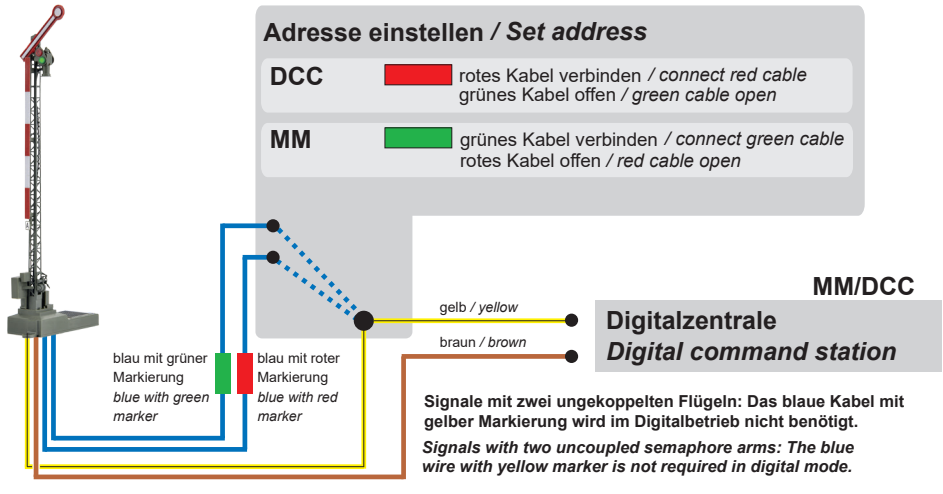 Adresse einstellen / Set address
DCC
rotes Kabel verbinden / connect red cable
grünes Kabel offen / green cable open
MM
grünes Kabel verbinden / connect green cable
rotes Kabel offen / red cable open
MM/DCC
gelb / yellow
Digitalzentrale
Digital command station
braun / brown
blau mit grüner
Markierung
blue with green
marker
blau mit roter
Markierung
blue with red
marker
Signale mit zwei ungekoppelten Flügeln: Das blaue Kabel mit
gelber Markierung wird im Digitalbetrieb nicht benötigt.
Signals with two uncoupled semaphore arms: The blue
wire with yellow marker is not required in digital mode.